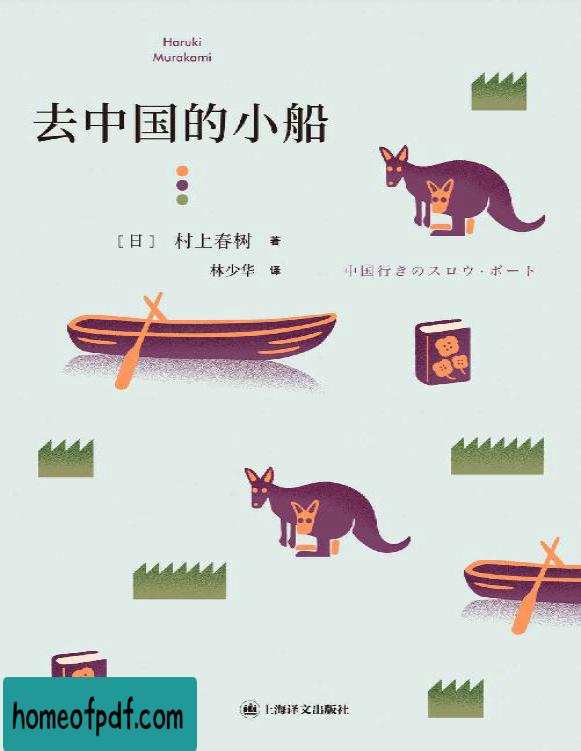 Haruki
Murakami
去中国的小船
［日］ 村上春树 著
林少华 译
中国行きのスロウ・ボート
上海译文出版社
homeofpdf.com